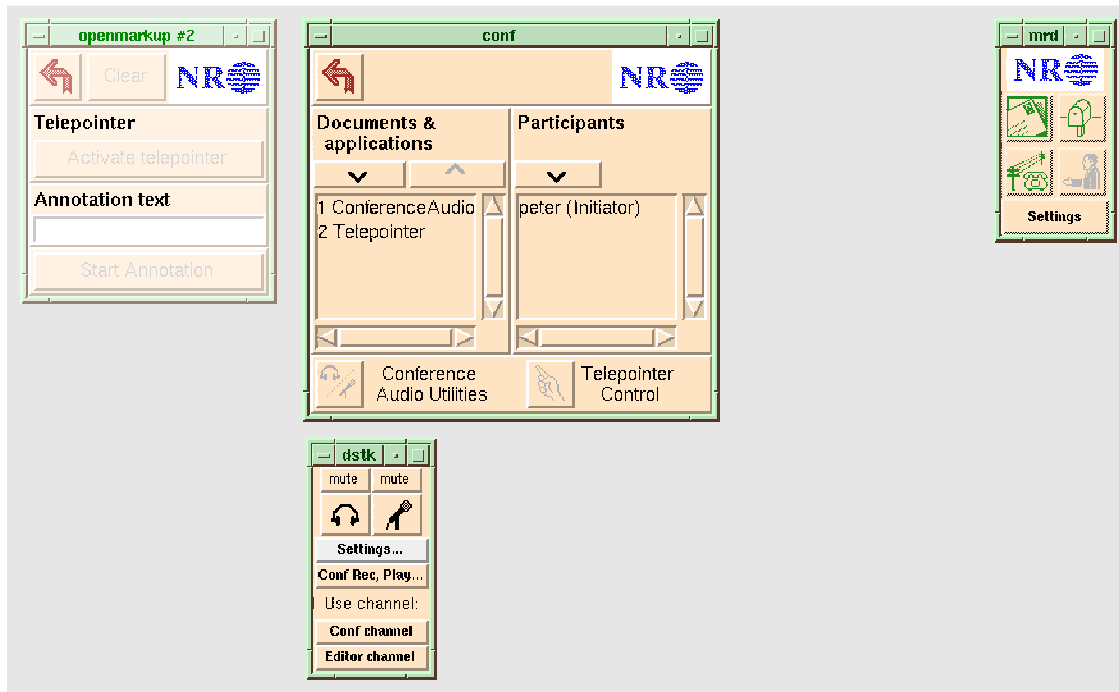 openmarkup #2
Clear
NR
Telepointer
Activate telepointer
Annotation text
Start Annotation
conf
NR
Documents &
applications
1 ConferenceAudio
2 Telepointer
Participants
peter (Initiator)
Conference
Audio Utilities
Telepointer
Control
mrd
NR
Settings
dstk
mute mute
Settings...
Conf Rec, Play...
Use channel:
Conf channel
Editor channel